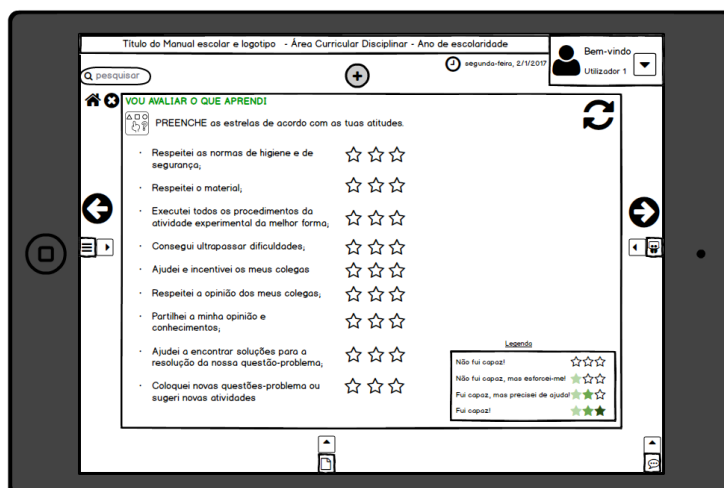 Título do Manual escolar e logotipo - Área Curricular Disciplinar - Ano de escolaridade
Bem-vindo
Utilizador 1
segunda-feira, 2/1/2017
pesquisar
VOU AVALIAR O QUE APRENDI
PREENCHE as estrelas de acordo com as tuas atitudes.
· Respeitei as normas de higiene e de
segurança;
· Respeitei o material;
· Executei todos os procedimentos da
atividade experimental da melhor forma;
· Consegui ultrapassar dificuldades;
· Ajudei e incentivei os meus colegas
· Respeitei a opinião dos meus colegas;
· Partilhei a minha opinião e
conhecimentos;
· Ajudei a encontrar soluções para a
resolução da nossa questão-problema;
· Coloquei novas questões-problema ou
sugeri novas atividades
Legenda
Não fui capaz!
Não fui capaz, mas esforcei-me!
Fui capaz, mas precisei de ajuda!
Fui capaz!